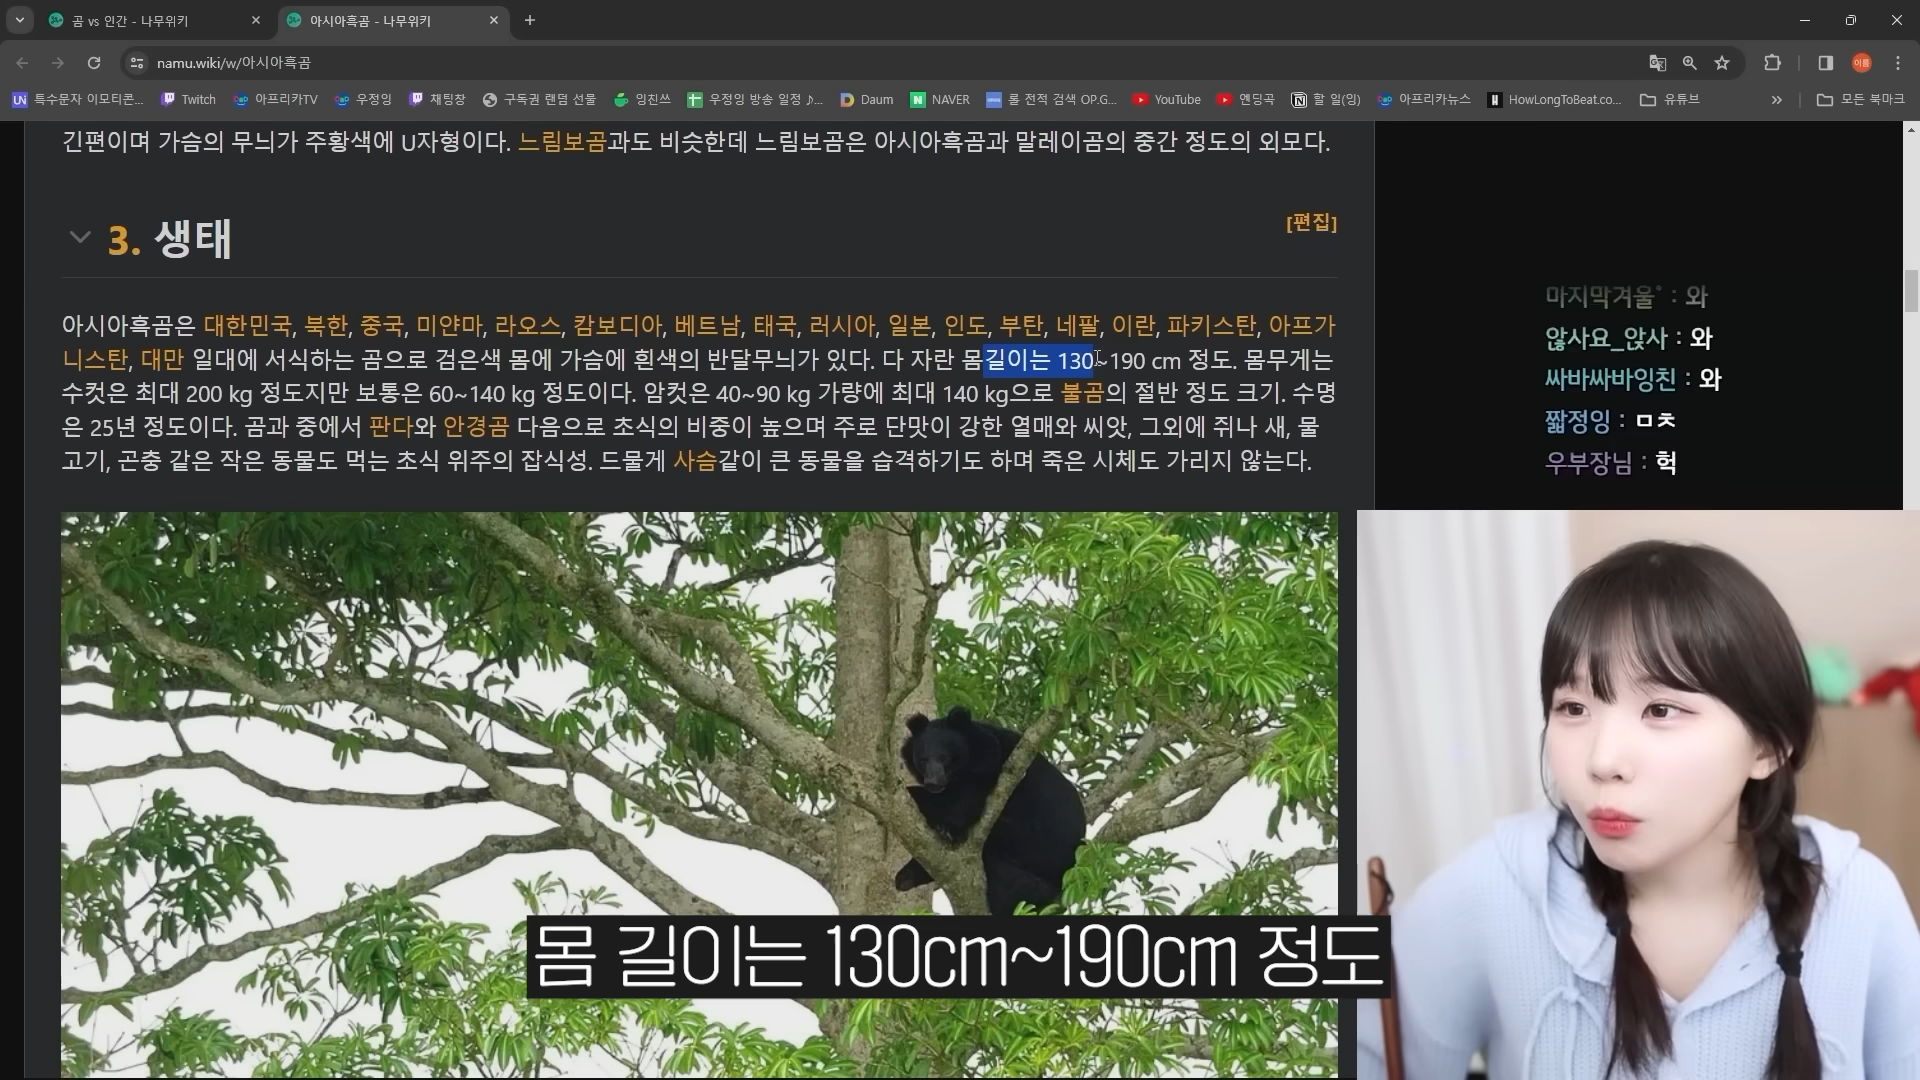 곰 vs 인간 - 나무위키
아시아흑곰 - 나무위키
namu.wiki/w/아시아흑곰
이름
특수문자 이모티콘...
Twitch
아프리카TV
우정잉
채팅창
구독권 랜덤 선물
잉친쓰
우정잉 방송 일정 ♪...
Daum
NAVER
롤 전적 검색 OP.G...
YouTube
앤딩곡
할 일(잉)
아프리카뉴스
HowLongToBeat.co...
유튜브
모든 북마크
긴편이며 가슴의 무늬가 주황색에 U자형이다. 느림보곰과도 비슷한데 느림보곰은 아시아흑곰과 말레이곰의 중간 정도의 외모다.
3. 생태
[편집]
아시아흑곰은 대한민국, 북한, 중국, 미얀마, 라오스, 캄보디아, 베트남, 태국, 러시아, 일본, 인도, 부탄, 네팔, 이란, 파키스탄, 아프가
니스탄, 대만 일대에 서식하는 곰으로 검은색 몸에 가슴에 흰색의 반달무늬가 있다. 다 자란 몸길이는 130~190 cm 정도. 몸무게는
수컷은 최대 200 kg 정도지만 보통은 60~140 kg 정도이다. 암컷은 40~90 kg 가량에 최대 140 kg으로 불곰의 절반 정도 크기. 수명
은 25년 정도이다. 곰과 중에서 판다와 안경곰 다음으로 초식의 비중이 높으며 주로 단맛이 강한 열매와 씨앗, 그외에 쥐나 새, 물
고기, 곤충 같은 작은 동물도 먹는 초식 위주의 잡식성. 드물게 사슴같이 큰 동물을 습격하기도 하며 죽은 시체도 가리지 않는다.
마지막겨울° : 와
않사요_앉사 : 와
싸바싸바잉친 : 와
짧정잉 : ㅁㅊ
우부장님 : 헉
몸 길이는 130cm~190cm 정도